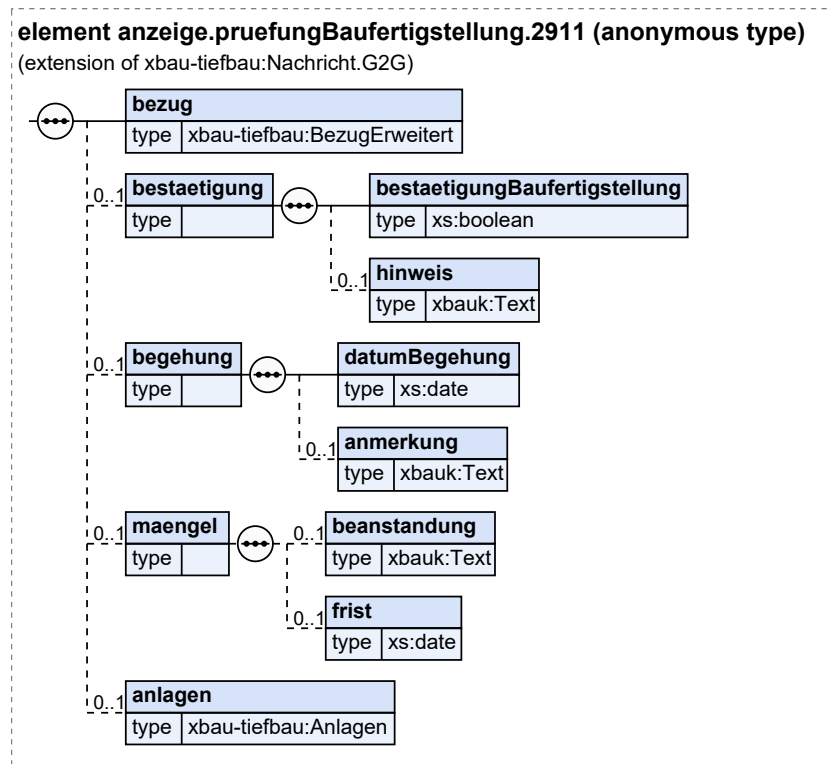 element anzeige.pruefungBaufertigstellung.2911 (anonymous type)
(extension of xbau-tiefbau:Nachricht.G2G)
bezug
type xbau-tiefbau:BezugErweitert
0..1 bestaetigung
type
bestaetigungBaufertigstellung
type xs:boolean
0..1 hinweis
type xbauk:Text
0..1 begehung
type
datumBegehung
type xs:date
0..1 anmerkung
type xbauk:Text
0..1 maengel
type
0..1 beanstandung
type xbauk:Text
0..1 frist
type xs:date
0..1 anlagen
type xbau-tiefbau:Anlagen